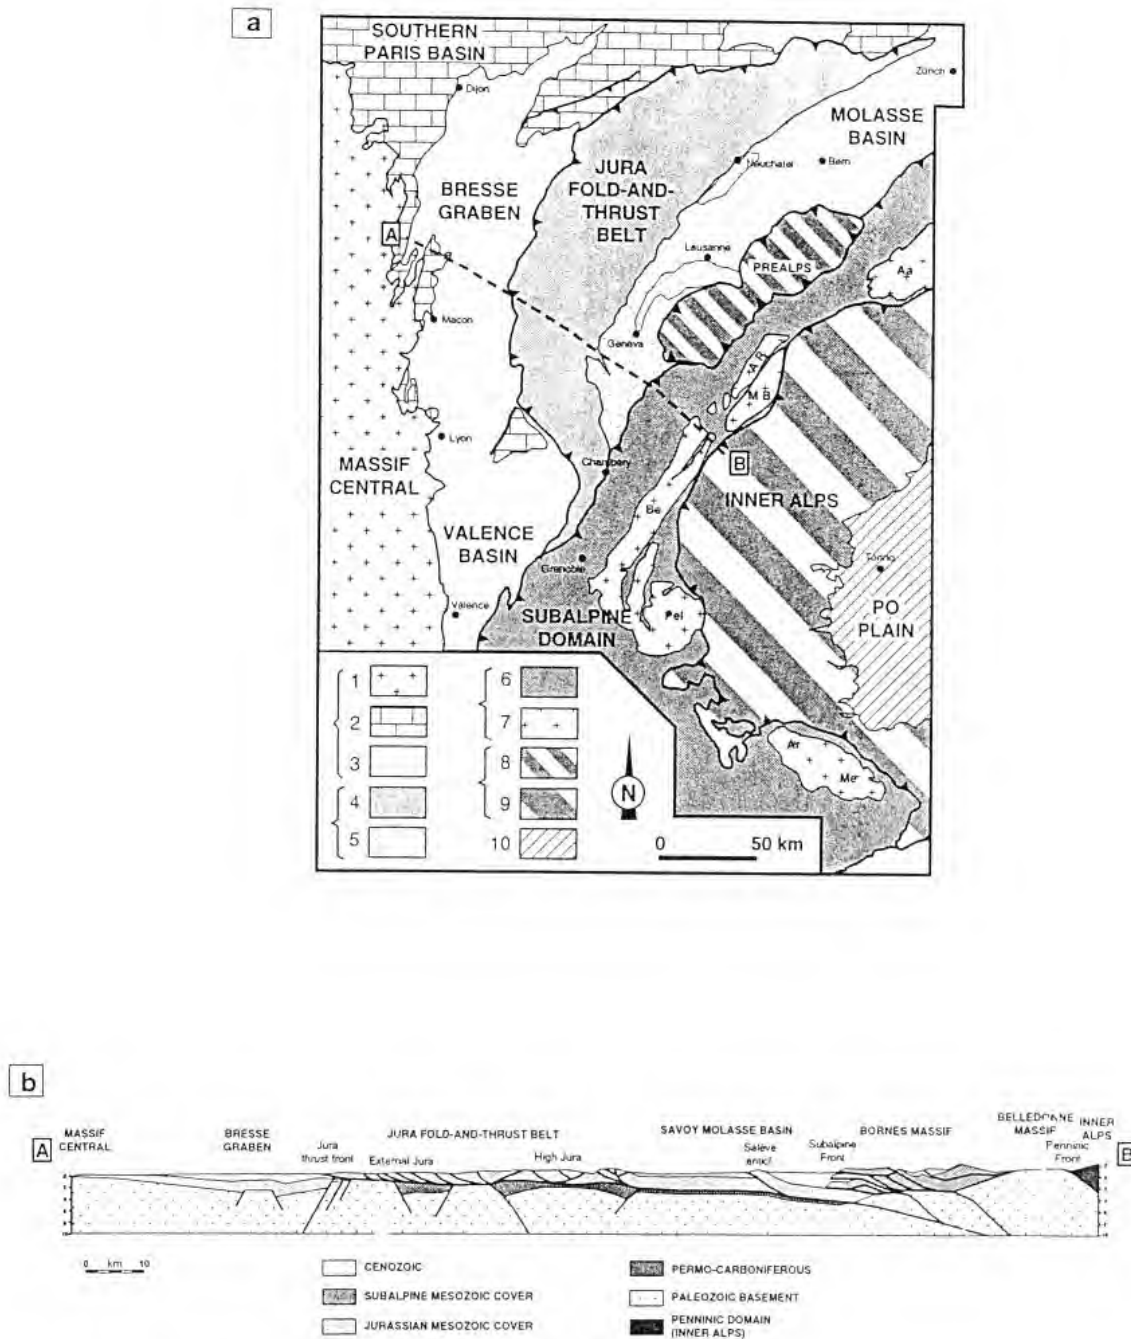 a
SOUTHERN
PARIS BASIN
Zürich
Dijon
MOLASSE
BASIN
Neuchatel
Bern
JURA
FOLD-AND-
THRUST
BELT
BRESSE
GRABEN
A
Lausanne
PREALPS
Aa
Macon
Geneva
A.R.
M B
Lyon
Chambery
B
MASSIF
CENTRAL
INNER ALPS
Be
VALENCE
BASIN
Grenoble
Torino
Valence
SUBALPINE
DOMAIN
Pel
PO
PLAIN
1
2
3
4
5
6
7
8
9
10
N
Ar
Me
0 50 km
b
A
MASSIF
CENTRAL
BRESSE
GRABEN
Jura
thrust front
JURA FOLD-AND-THRUST BELT
External Jura
High Jura
SAVOY MOLASSE BASIN
Salève
anticl
Subalpine
Front
BORNES MASSIF
BELLEDONNE
MASSIF
Penninic
Front
INNER
ALPS
B
0 km 10
CENOZOIC
SUBALPINE MESOZOIC COVER
JURASSIAN MESOZOIC COVER
PERMO-CARBONIFEROUS
PALEOZOIC BASEMENT
PENNINIC DOMAIN
(INNER ALPS)